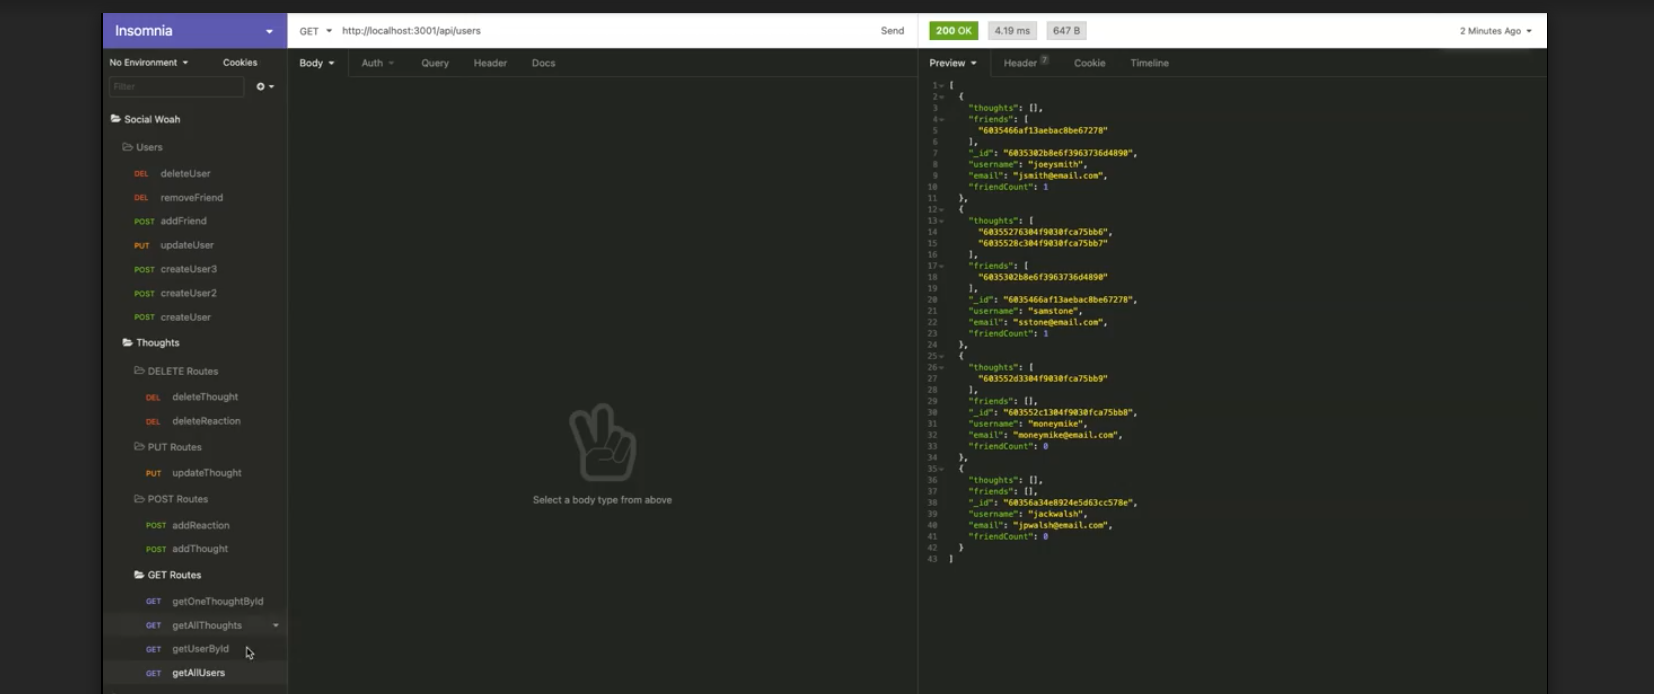 Insomnia
GET http://localhost:3001/api/users Send
200 OK 4.19 ms 647 B 2 Minutes Ago
No Environment Cookies
Body Auth Query Header Docs
Preview Header 7 Cookie Timeline
Filter
Social Woah
Users
DEL deleteUser
DEL removeFriend
POST addFriend
PUT updateUser
POST createUser3
POST createUser2
POST createUser
Thoughts
DELETE Routes
DEL deleteThought
DEL deleteReaction
PUT Routes
PUT updateThought
POST Routes
POST addReaction
POST addThought
GET Routes
GET getOneThoughtById
GET getAllThoughts
GET getUserById
GET getAllUsers
Select a body type from above
1 [
2 {
3 "thoughts": [],
4 "friends": [
5 "6035466af13aebac8be67278"
6 ],
7 "_id": "6035302b8e6f3963736d4890",
8 "username": "joeysmith",
9 "email": "jsmith@email.com",
10 "friendCount": 1
11 },
12 {
13 "thoughts": [
14 "60355276304f9030fca75bb6",
15 "6035528c304f9030fca75bb7"
16 ],
17 "friends": [
18 "6035302b8e6f3963736d4890"
19 ],
20 "_id": "6035466af13aebac8be67278",
21 "username": "samstone",
22 "email": "sstone@email.com",
23 "friendCount": 1
24 },
25 {
26 "thoughts": [
27 "603552d3304f9030fca75bb9"
28 ],
29 "friends": [],
30 "_id": "603552c1304f9030fca75bb8",
31 "username": "moneymike",
32 "email": "moneymike@email.com",
33 "friendCount": 0
34 },
35 {
36 "thoughts": [],
37 "friends": [],
38 "_id": "60356a34e8924e5d63cc578e",
39 "username": "jackwalsh",
40 "email": "jpwalsh@email.com",
41 "friendCount": 0
42 }
43 ]